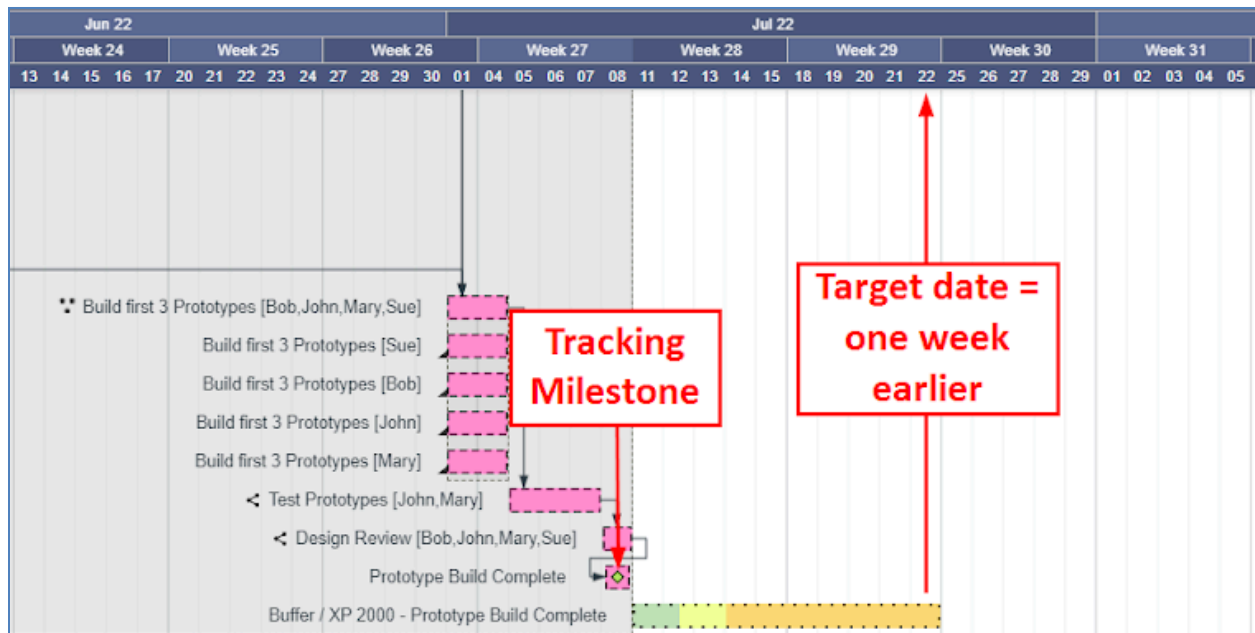 Jun 22 Jul 22
Week 24 Week 25 Week 26 Week 27 Week 28 Week 29 Week 30 Week 31
13 14 15 16 17 20 21 22 23 24 27 28 29 30 01 04 05 06 07 08 11 12 13 14 15 18 19 20 21 22 25 26 27 28 29 01 02 03 04 05
Build first 3 Prototypes [Bob,John,Mary,Sue]
Build first 3 Prototypes [Sue]
Build first 3 Prototypes [Bob]
Build first 3 Prototypes [John]
Build first 3 Prototypes [Mary]
Test Prototypes [John,Mary]
Design Review [Bob,John,Mary,Sue]
Prototype Build Complete
Buffer / XP 2000 - Prototype Build Complete
Tracking
Milestone
Target date =
one week
earlier